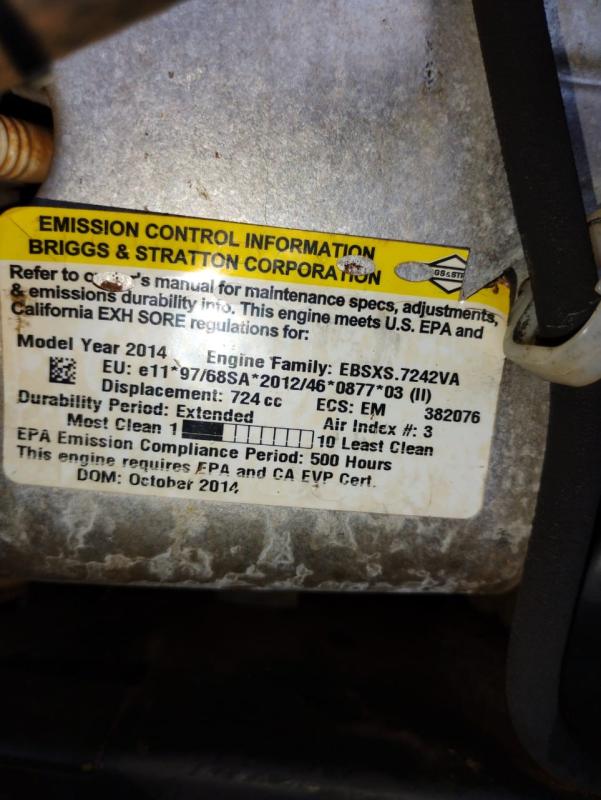 EMISSION CONTROL INFORMATION
BRIGGS & STRATTON CORPORATION
GS&STR
Refer to 's manual for maintenance specs, adjustments,
& emissions durability info. This engine meets U.S. EPA and
California EXH SORE regulations for:
Model Year 2014 Engine Family: EBSXS.7242VA
EU: e11*97/68SA*2012/46*0877*03 (II)
Displacement: 724 cc ECS: EM 382076
Durability Period: Extended Air Index #: 3
Most Clean 1 10 Least Clean
EPA Emission Compliance Period: 500 Hours
This engine requires EPA and CA EVP Cert.
DOM: October 2014